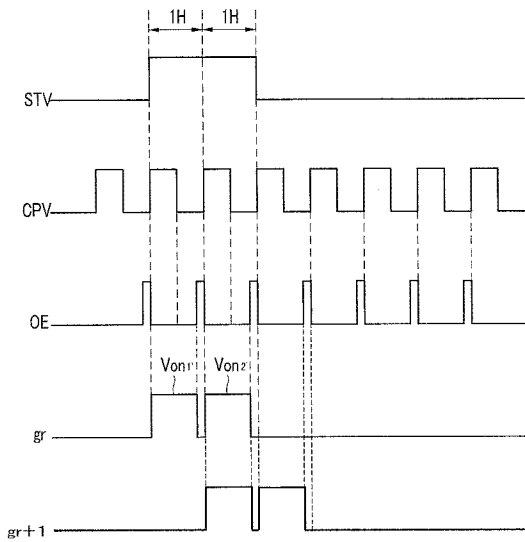 1H 1H
STV
CPV
OE
Von1' Von2'
gr
gr+1